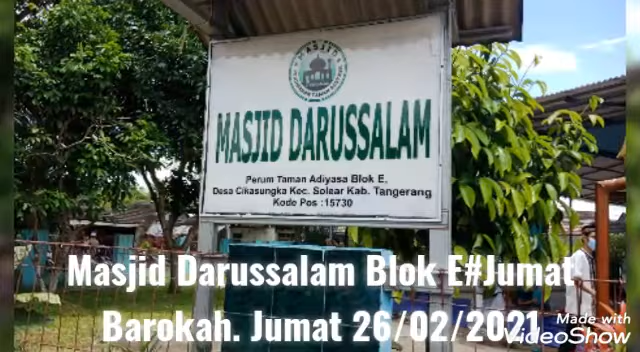 MASJID
MASJID DARUSSALAM
Perum Taman Adiyasa Blok E,
Desa Cikasungka Kec. Solear Kab. Tangerang
Kode Pos :15730
Masjid Darussalam Blok E#Jumat
Barokah. Jumat 26/02/2021
Made with
VideoShow